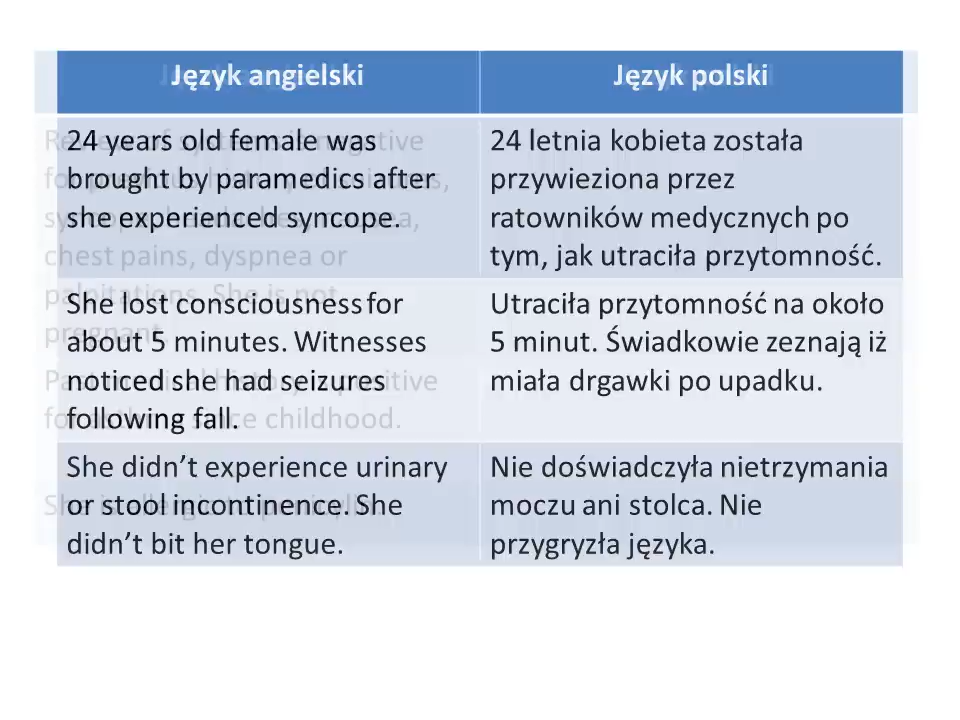 Język angielski
Język polski
24 years old female was
brought by paramedics after
she experienced syncope.
24 letnia kobieta została
przywieziona przez
ratowników medycznych po
tym, jak utraciła przytomność.
She lost consciousness for
about 5 minutes. Witnesses
noticed she had seizures
following fall.
Utraciła przytomność na około
5 minut. Świadkowie zeznają iż
miała drgawki po upadku.
She didn’t experience urinary
or stool incontinence. She
didn’t bit her tongue.
Nie doświadczyła nietrzymania
moczu ani stolca. Nie
przygryzła języka.
chest pains, dyspnea or